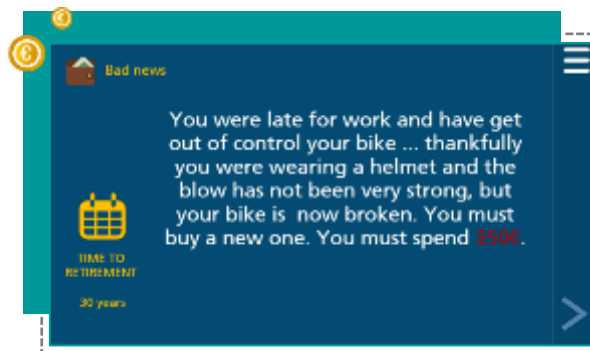 Bad news
You were late for work and have get
out of control your bike ... thankfully
you were wearing a helmet and the
blow has not been very strong, but
your bike is now broken. You must
buy a new one. You must spend 350€.
TIME TO
RETIREMENT
30 years